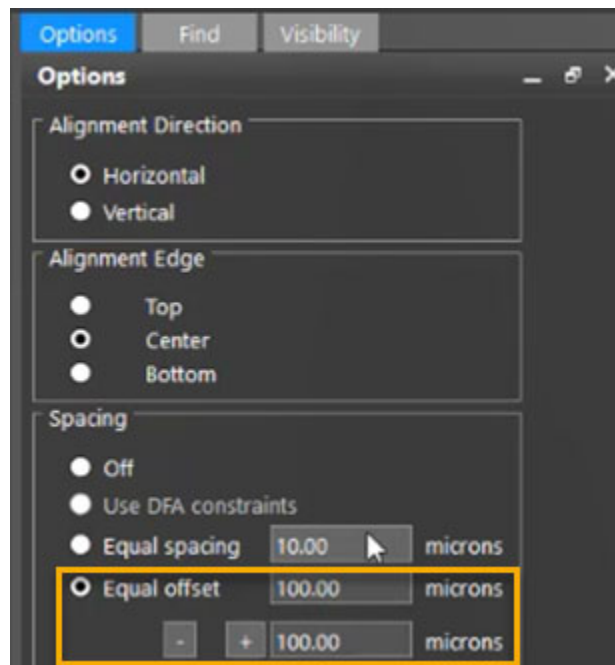 Options Find Visibility
Options
Alignment Direction
Horizontal
Vertical
Alignment Edge
Top
Center
Bottom
Spacing
Off
Use DFA constraints
Equal spacing 10.00 microns
Equal offset 100.00 microns
- + 100.00 microns